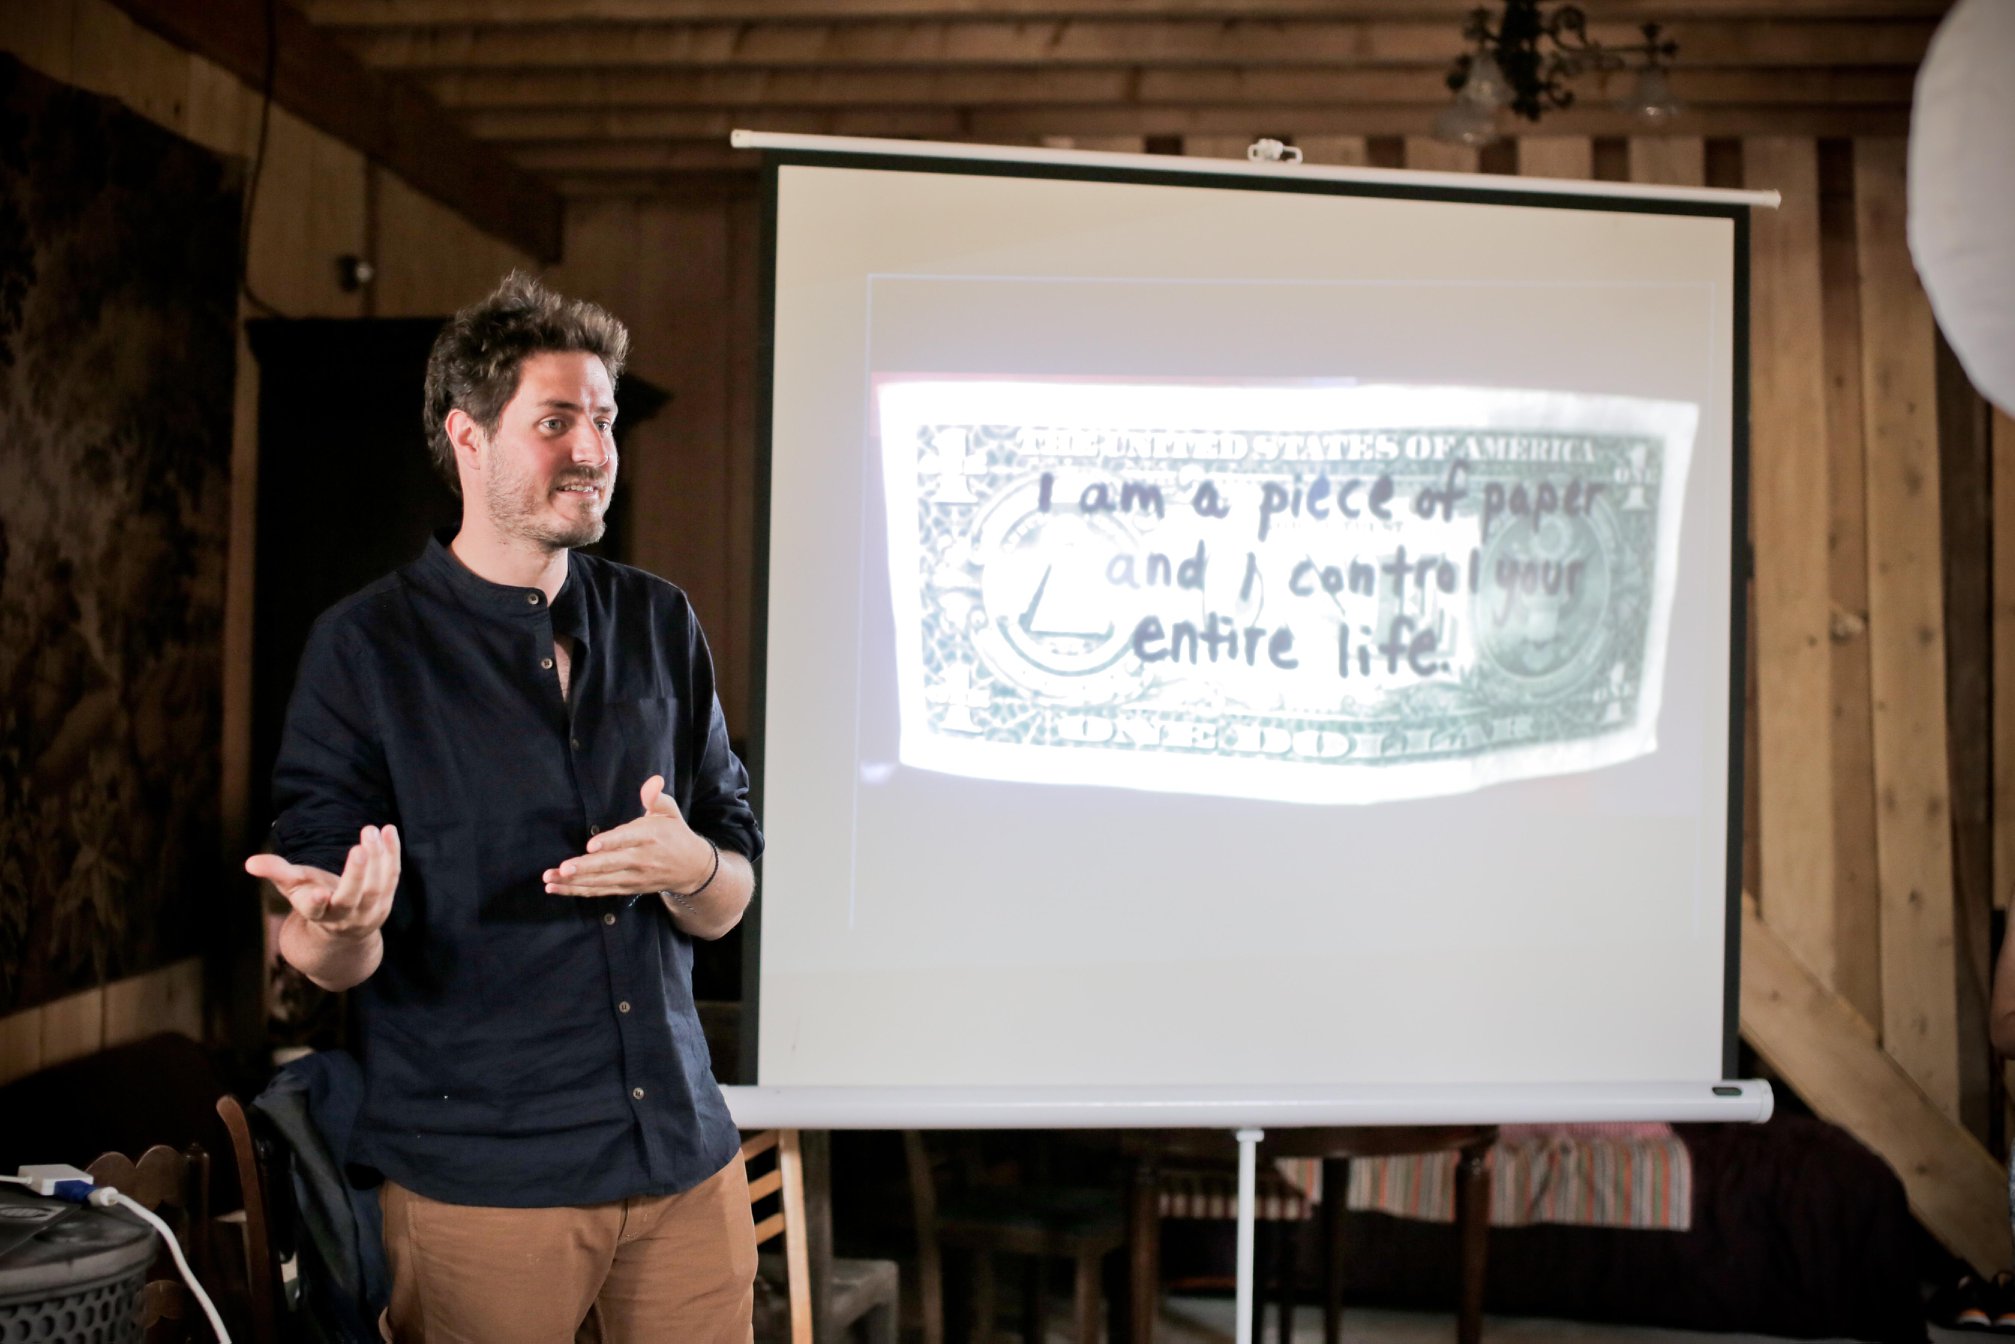 THE UNITED STATES OF AMERICA
I am a piece of paper
and I control your
entire life.
ONE DOLLAR